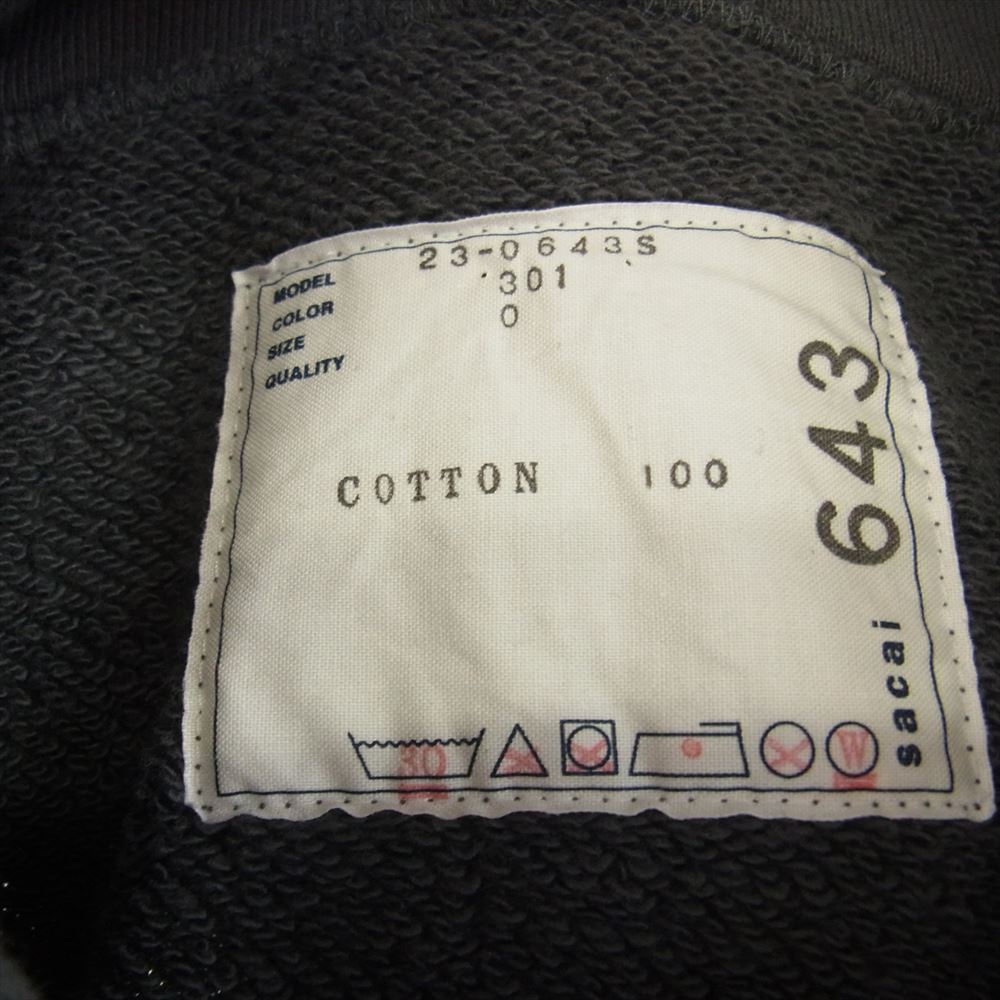 MODEL 23-0643S
COLOR 301
SIZE 0
QUALITY
COTTON 100
643
sacai
30
W